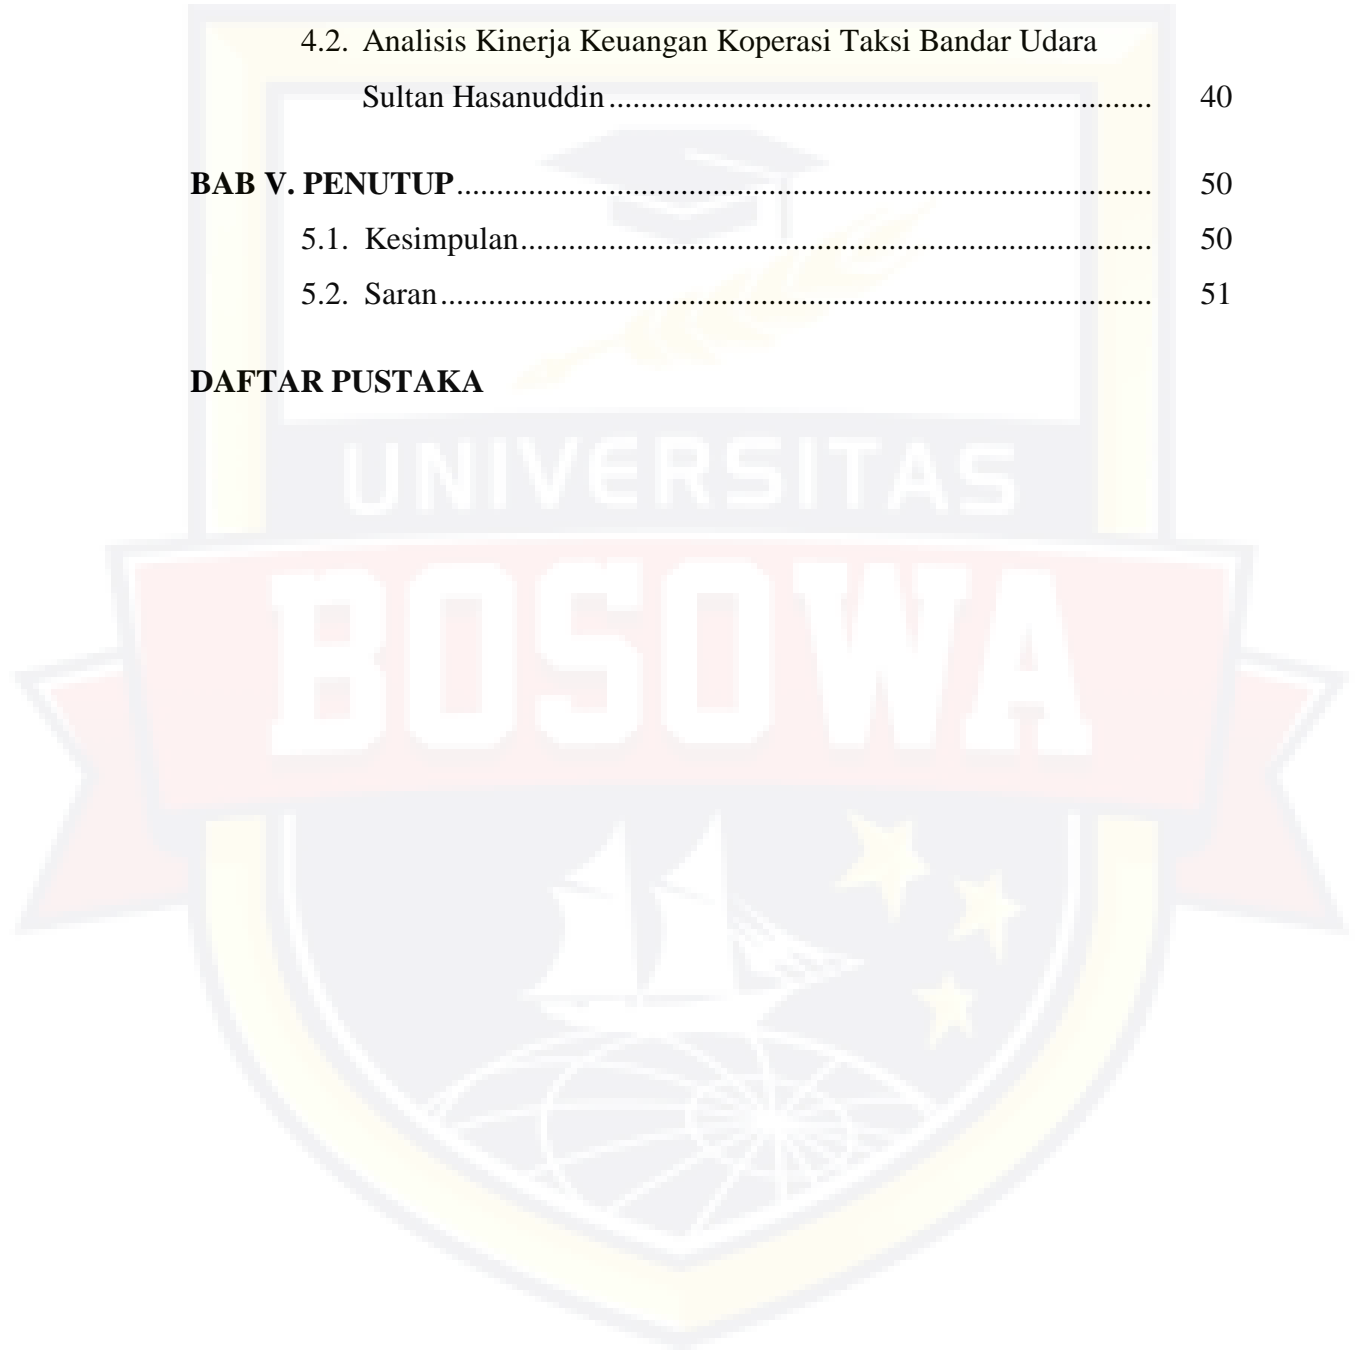 4.2. Analisis Kinerja Keuangan Koperasi Taksi Bandar Udara
Sultan Hasanuddin........................................................................ 40
BAB V. PENUTUP........................................................................................... 50
5.1. Kesimpulan.................................................................................... 50
5.2. Saran.............................................................................................. 51
DAFTAR PUSTAKA
UNIVERSITAS
BOSOWA